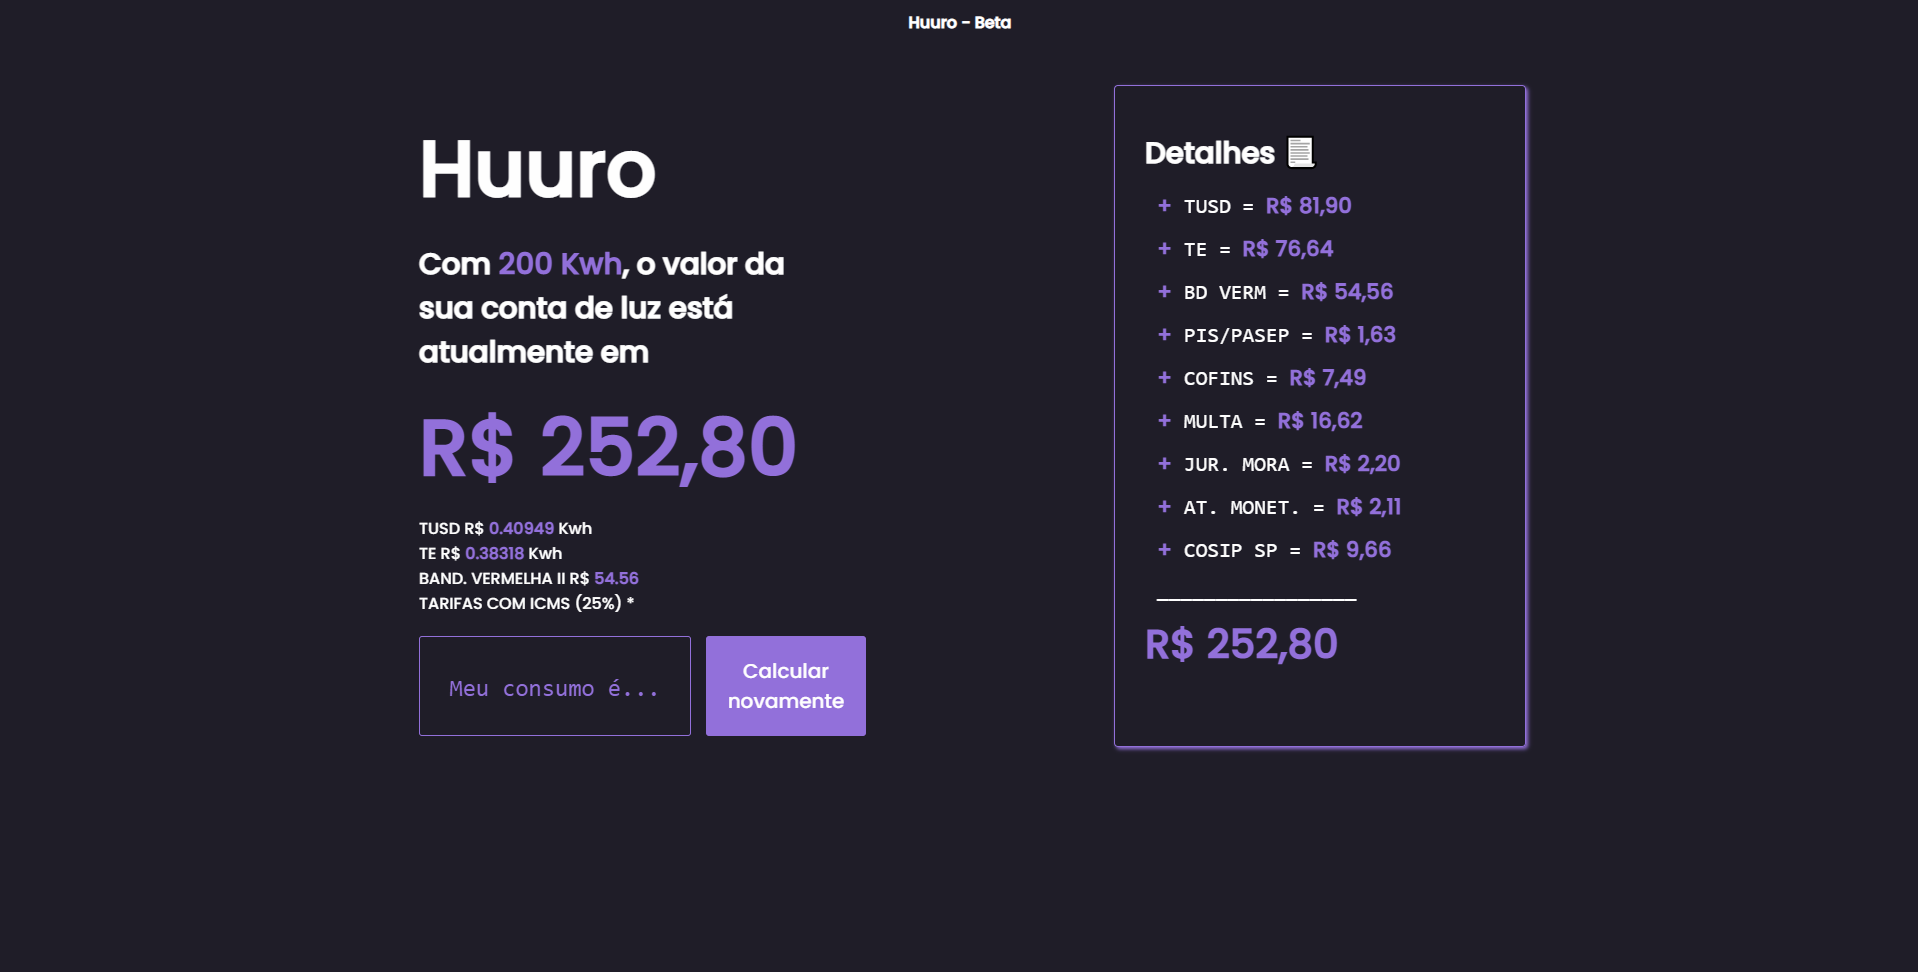 Huuro - Beta
Huuro
Com 200 Kwh, o valor da
sua conta de luz está
atualmente em
R$ 252,80
TUSD R$ 0.40949 Kwh
TE R$ 0.38318 Kwh
BAND. VERMELHA II R$ 54.56
TARIFAS COM ICMS (25%) *
Meu consumo é...
Calcular
novamente
Detalhes
+ TUSD = R$ 81,90
+ TE = R$ 76,64
+ BD VERM = R$ 54,56
+ PIS/PASEP = R$ 1,63
+ COFINS = R$ 7,49
+ MULTA = R$ 16,62
+ JUR. MORA = R$ 2,20
+ AT. MONET. = R$ 2,11
+ COSIP SP = R$ 9,66
R$ 252,80